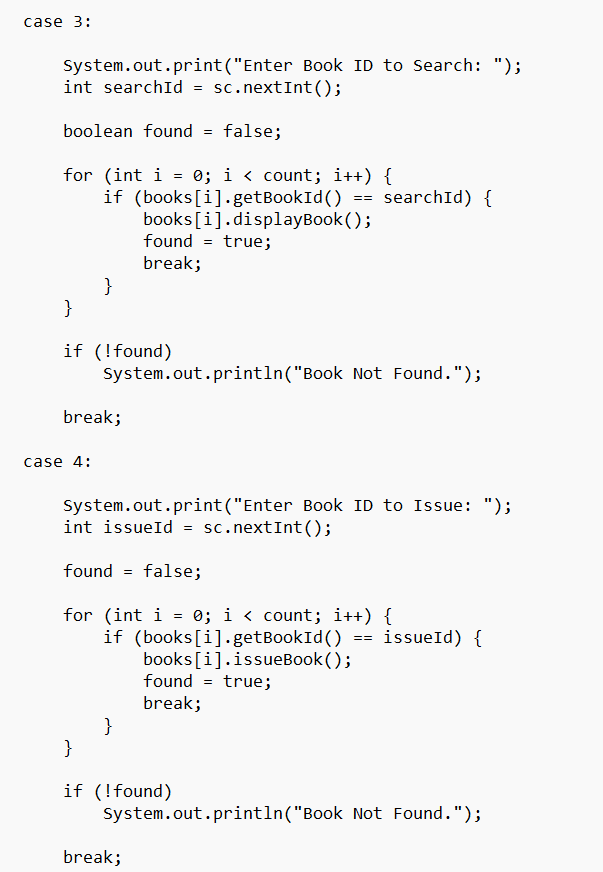 case 3:
    System.out.print("Enter Book ID to Search: ");
    int searchId = sc.nextInt();
    boolean found = false;
    for (int i = 0; i < count; i++) {
        if (books[i].getBookId() == searchId) {
            books[i].displayBook();
            found = true;
            break;
        }
    }
    if (!found)
        System.out.println("Book Not Found.");
    break;
case 4:
    System.out.print("Enter Book ID to Issue: ");
    int issueId = sc.nextInt();
    found = false;
    for (int i = 0; i < count; i++) {
        if (books[i].getBookId() == issueId) {
            books[i].issueBook();
            found = true;
            break;
        }
    }
    if (!found)
        System.out.println("Book Not Found.");
    break;